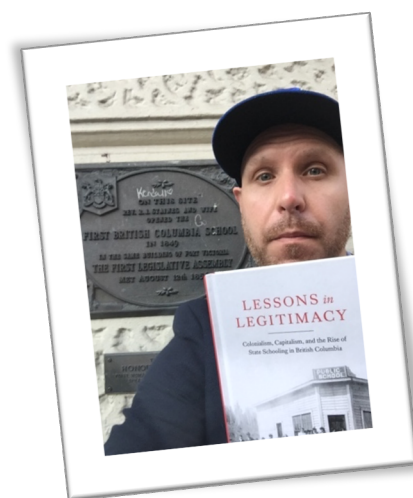 ON THIS SITE
REV. R.J. STAINES AND WIFE
OPENED THE
FIRST BRITISH COLUMBIA SCHOOL
IN 1849
IN THE SAME BUILDING OF FORT VICTORIA
THE FIRST LEGISLATIVE ASSEMBLY
MET AUGUST 12th
LESSONS in
LEGITIMACY
Colonialism, Capitalism, and the Rise of
State Schooling in British Columbia
PUBLIC
SCHOOL